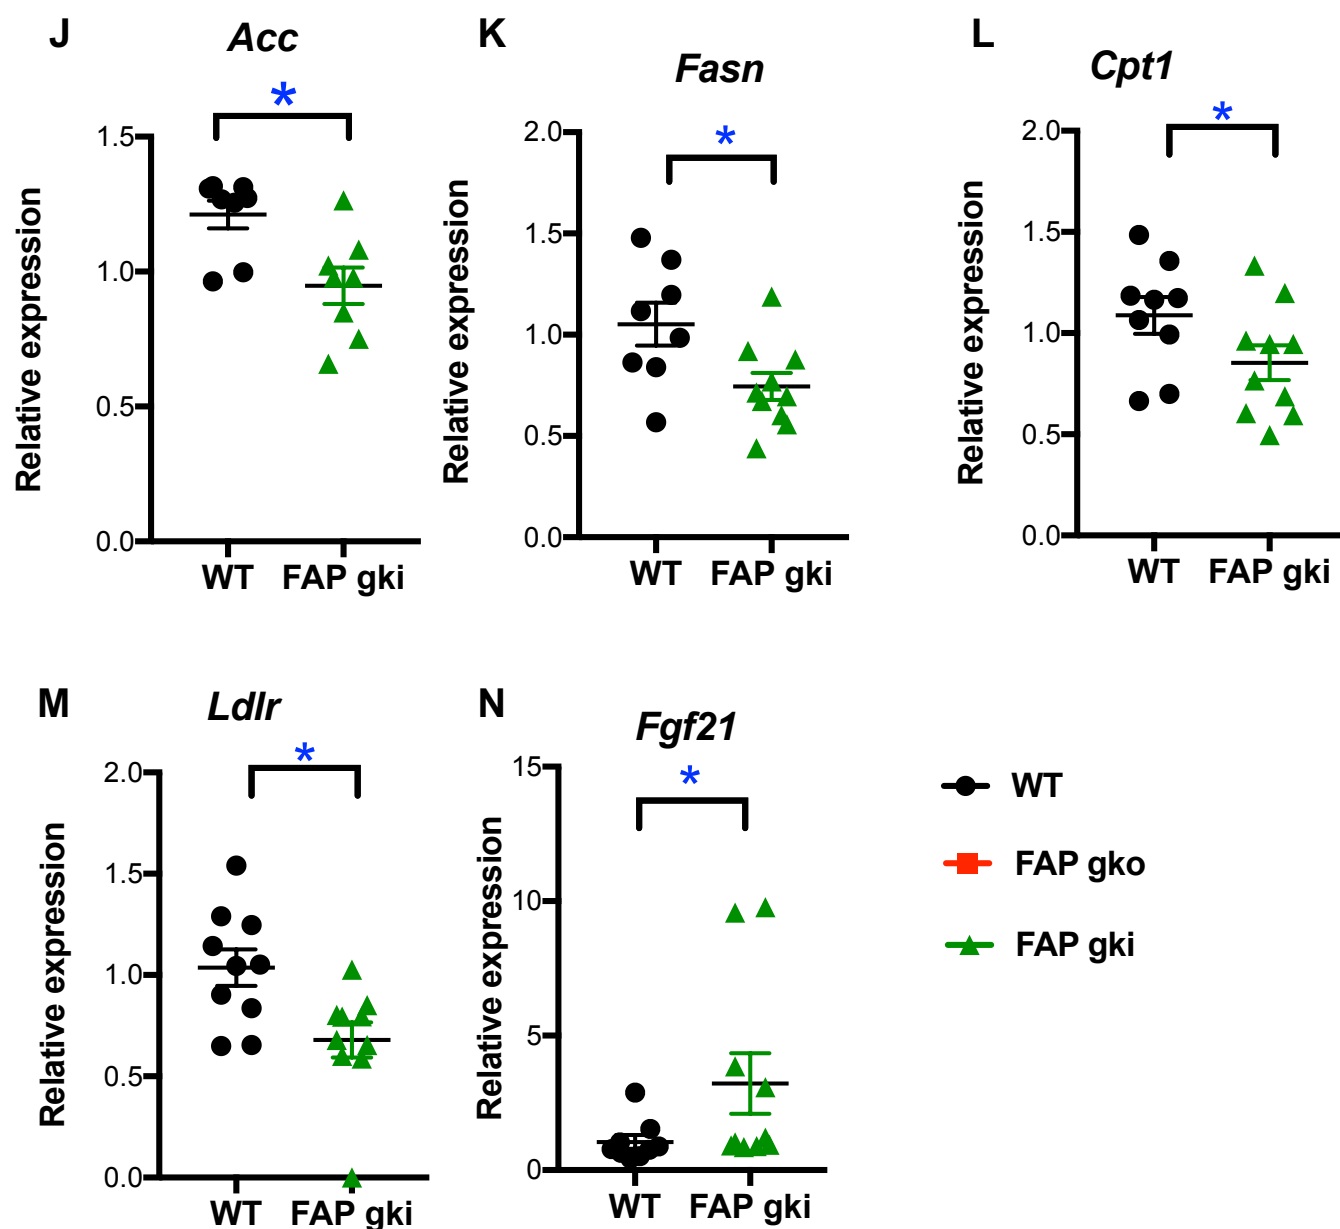 J
Acc
*
Relative expression
1.5
1.0
0.5
0.0
WT
FAP gki
K
Fasn
*
Relative expression
2.0
1.5
1.0
0.5
0.0
WT
FAP gki
L
Cpt1
*
Relative expression
2.0
1.5
1.0
0.5
0.0
WT
FAP gki
M
Ldlr
*
Relative expression
2.0
1.5
1.0
0.5
0.0
WT
FAP gki
N
Fgf21
*
Relative expression
15
10
5
0
WT
FAP gki
WT
FAP gko
FAP gki